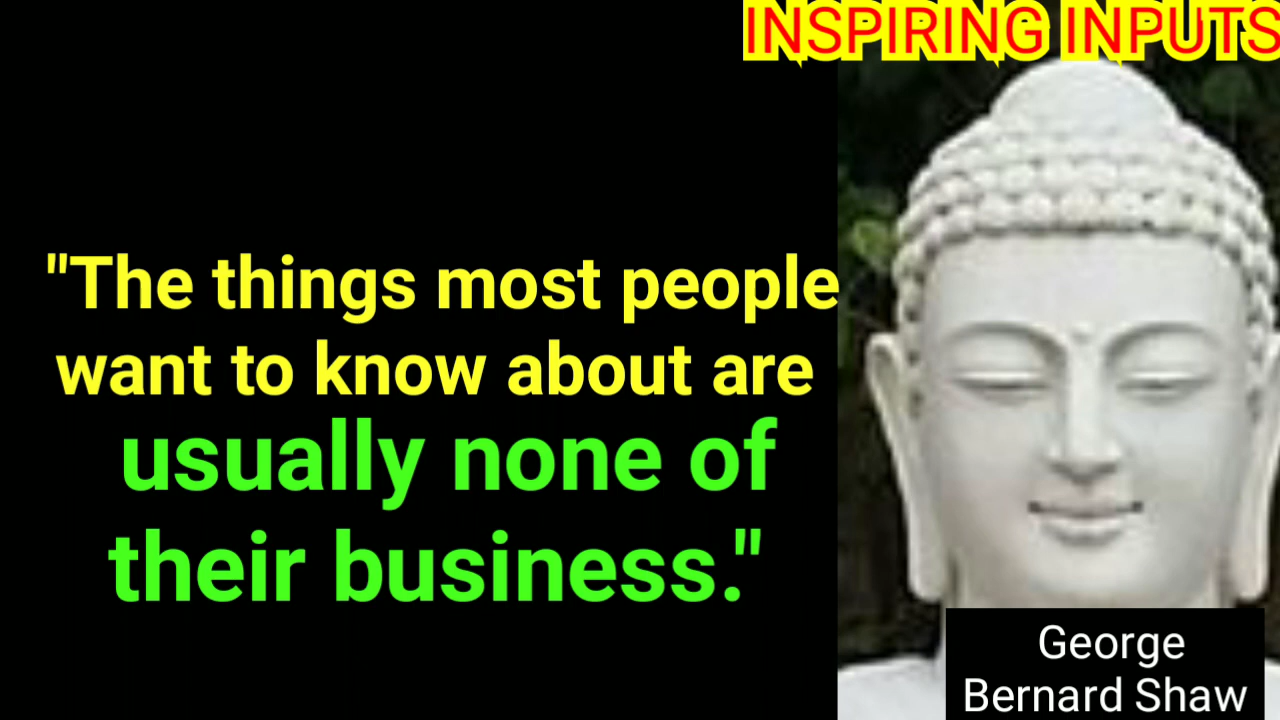 INSPIRING INPUTS
"The things most people
want to know about are
usually none of
their business."
George
Bernard Shaw